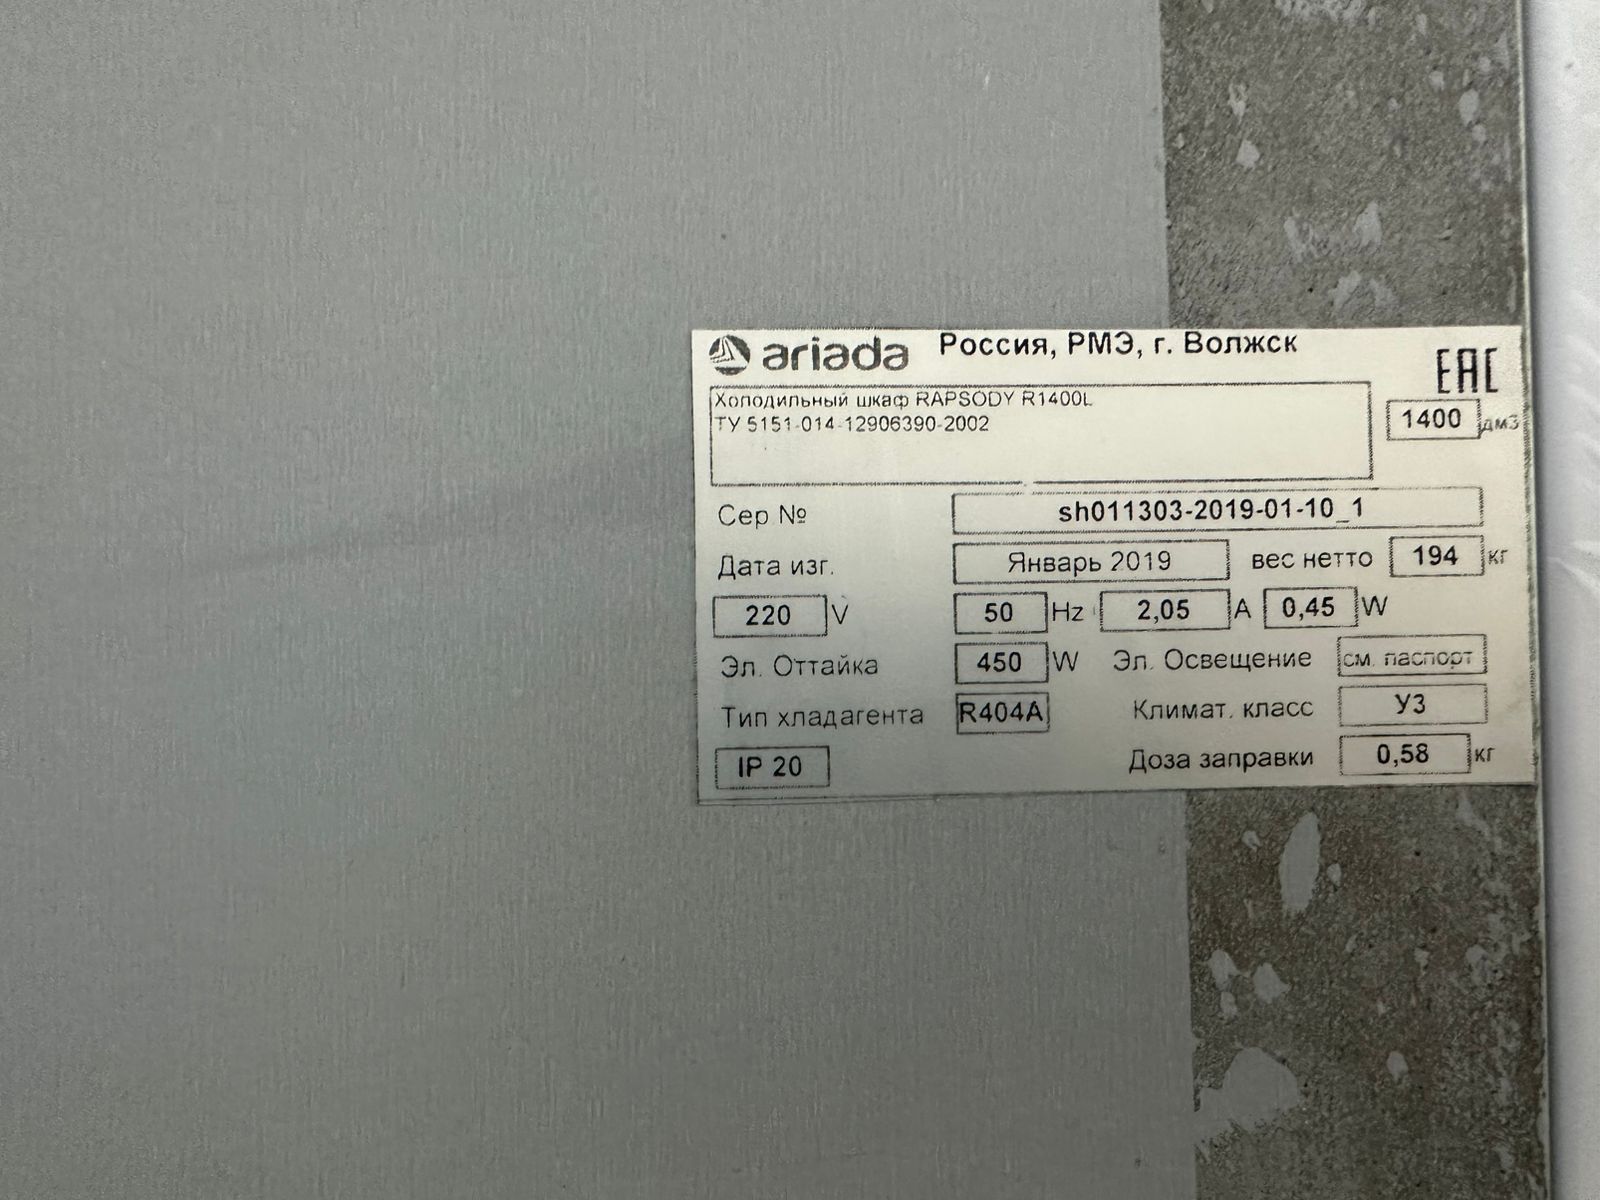 ariada Россия, РМЭ, г. Волжск
EAC
Холодильный шкаф RAPSODY R1400L
ТУ 5151-014-12906390-2002
1400 дм3
Сер № sh011303-2019-01-10_1
Дата изг. Январь 2019 вес нетто 194 кг
220 V 50 Hz 2,05 A 0,45 W
Эл. Оттайка 450 W Эл. Освещение см. паспорт
Тип хладагента R404A Климат. класс У3
IP 20 Доза заправки 0,58 кг